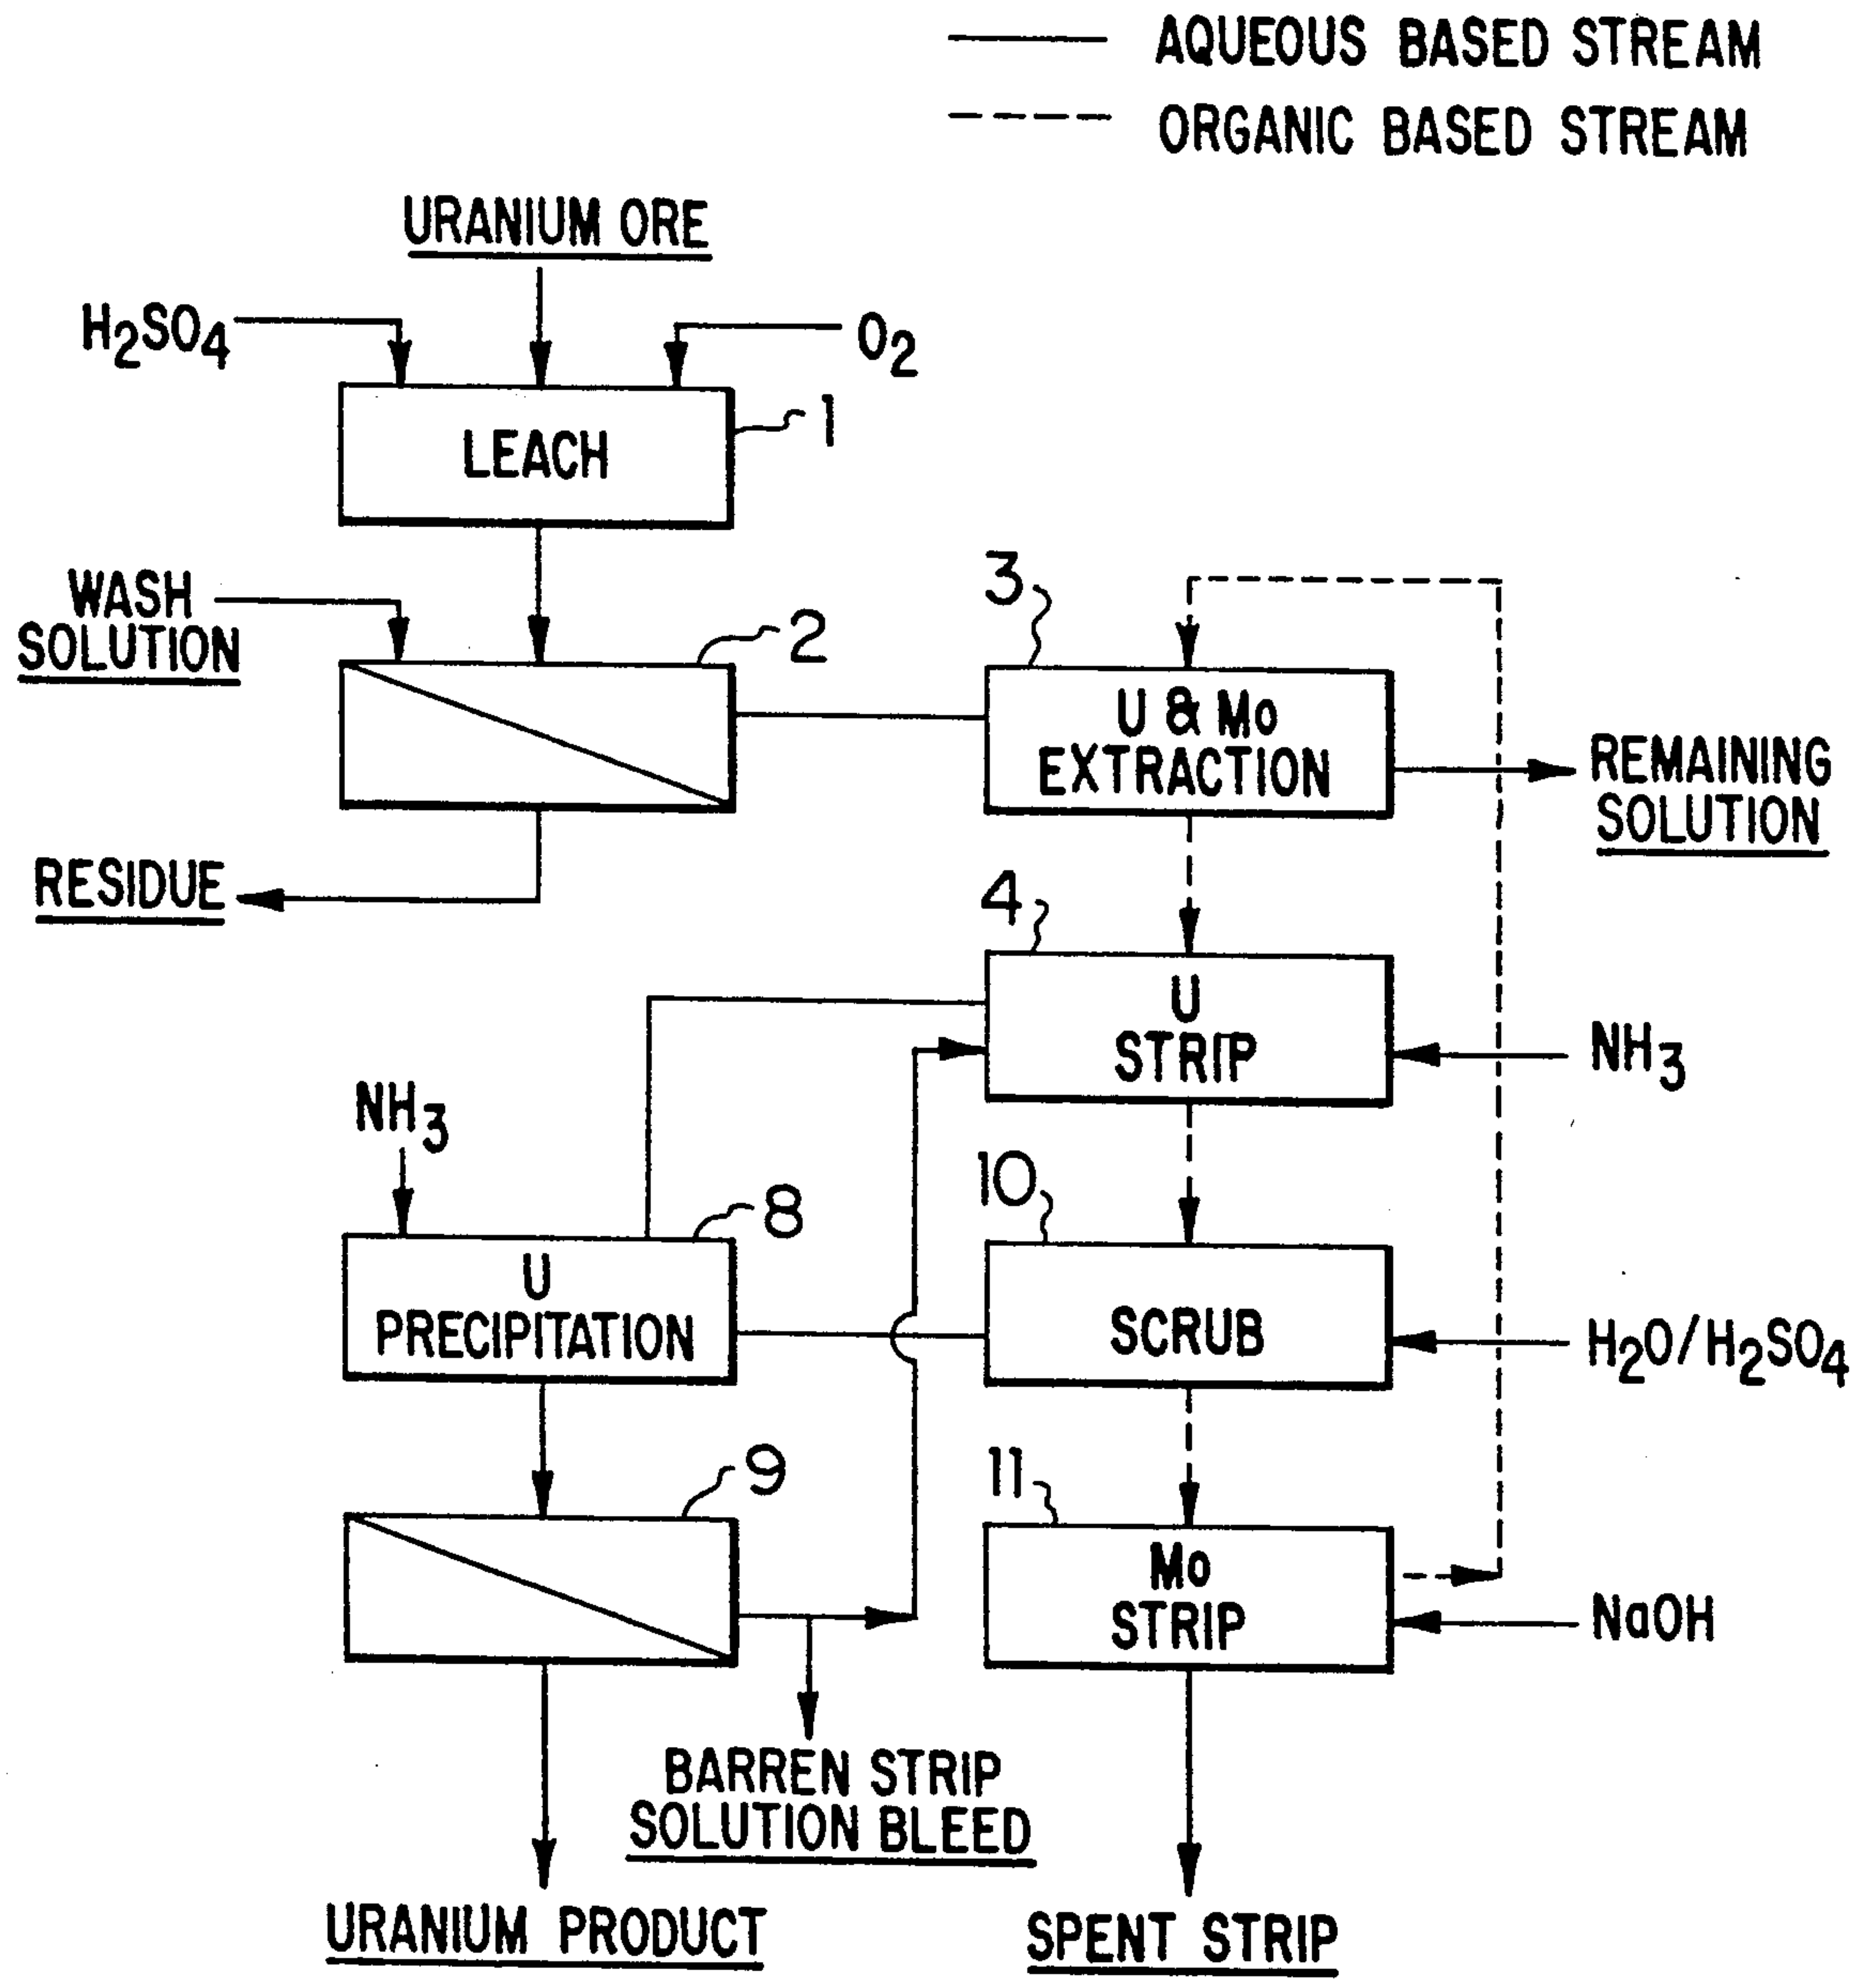 AQUEOUS BASED STREAM
ORGANIC BASED STREAM
URANIUM ORE
H2SO4
O2
1
LEACH
WASH
SOLUTION
2
3
U & Mo
EXTRACTION
REMAINING
SOLUTION
RESIDUE
4
U
STRIP
NH3
NH3
8
U
PRECIPITATION
10
SCRUB
H2O/H2SO4
9
11
Mo
STRIP
NaOH
BARREN STRIP
SOLUTION BLEED
URANIUM PRODUCT
SPENT STRIP